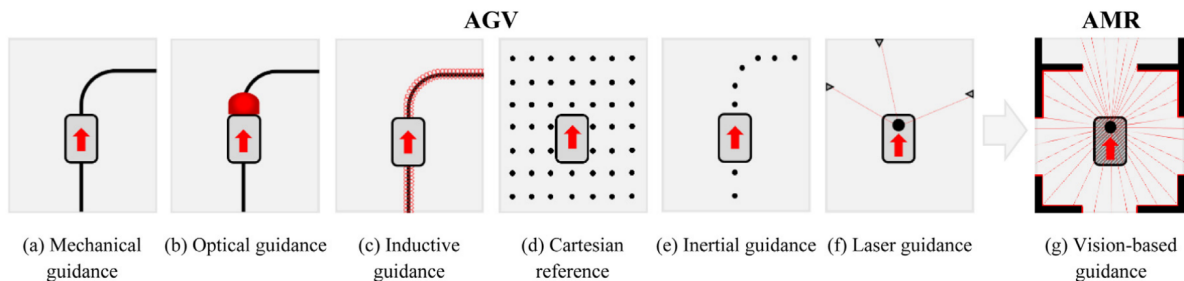 AGV
AMR
(a) Mechanical
guidance
(b) Optical guidance
(c) Inductive
guidance
(d) Cartesian
reference
(e) Inertial guidance
(f) Laser guidance
(g) Vision-based
guidance